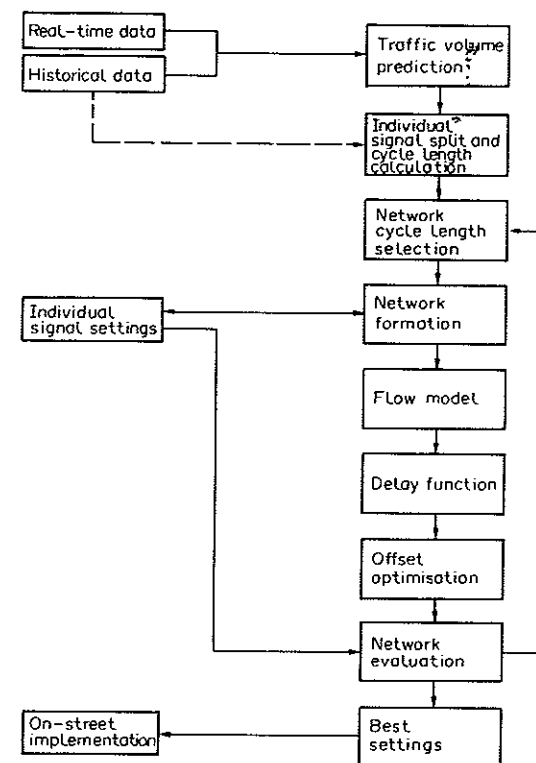 Real-time data
Historical data
Traffic volume
prediction
Individual
signal split and
cycle length
calculation
Network
cycle length
selection
Individual
signal settings
Network
formation
Flow model
Delay function
Offset
optimisation
Network
evaluation
On-street
implementation
Best
settings